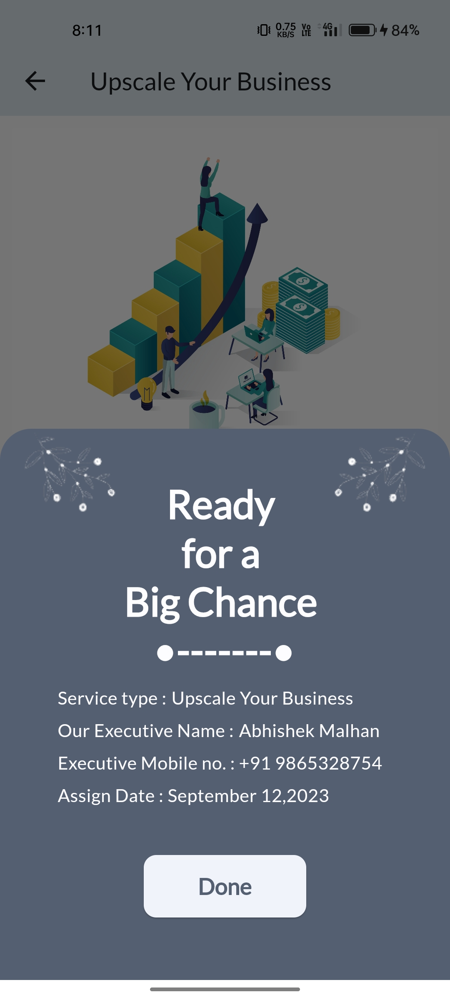 8:11 0.75 KB/S Vo LTE 4G 84%
Upscale Your Business
Ready
for a
Big Chance
Service type : Upscale Your Business
Our Executive Name : Abhishek Malhan
Executive Mobile no. : +91 9865328754
Assign Date : September 12,2023
Done